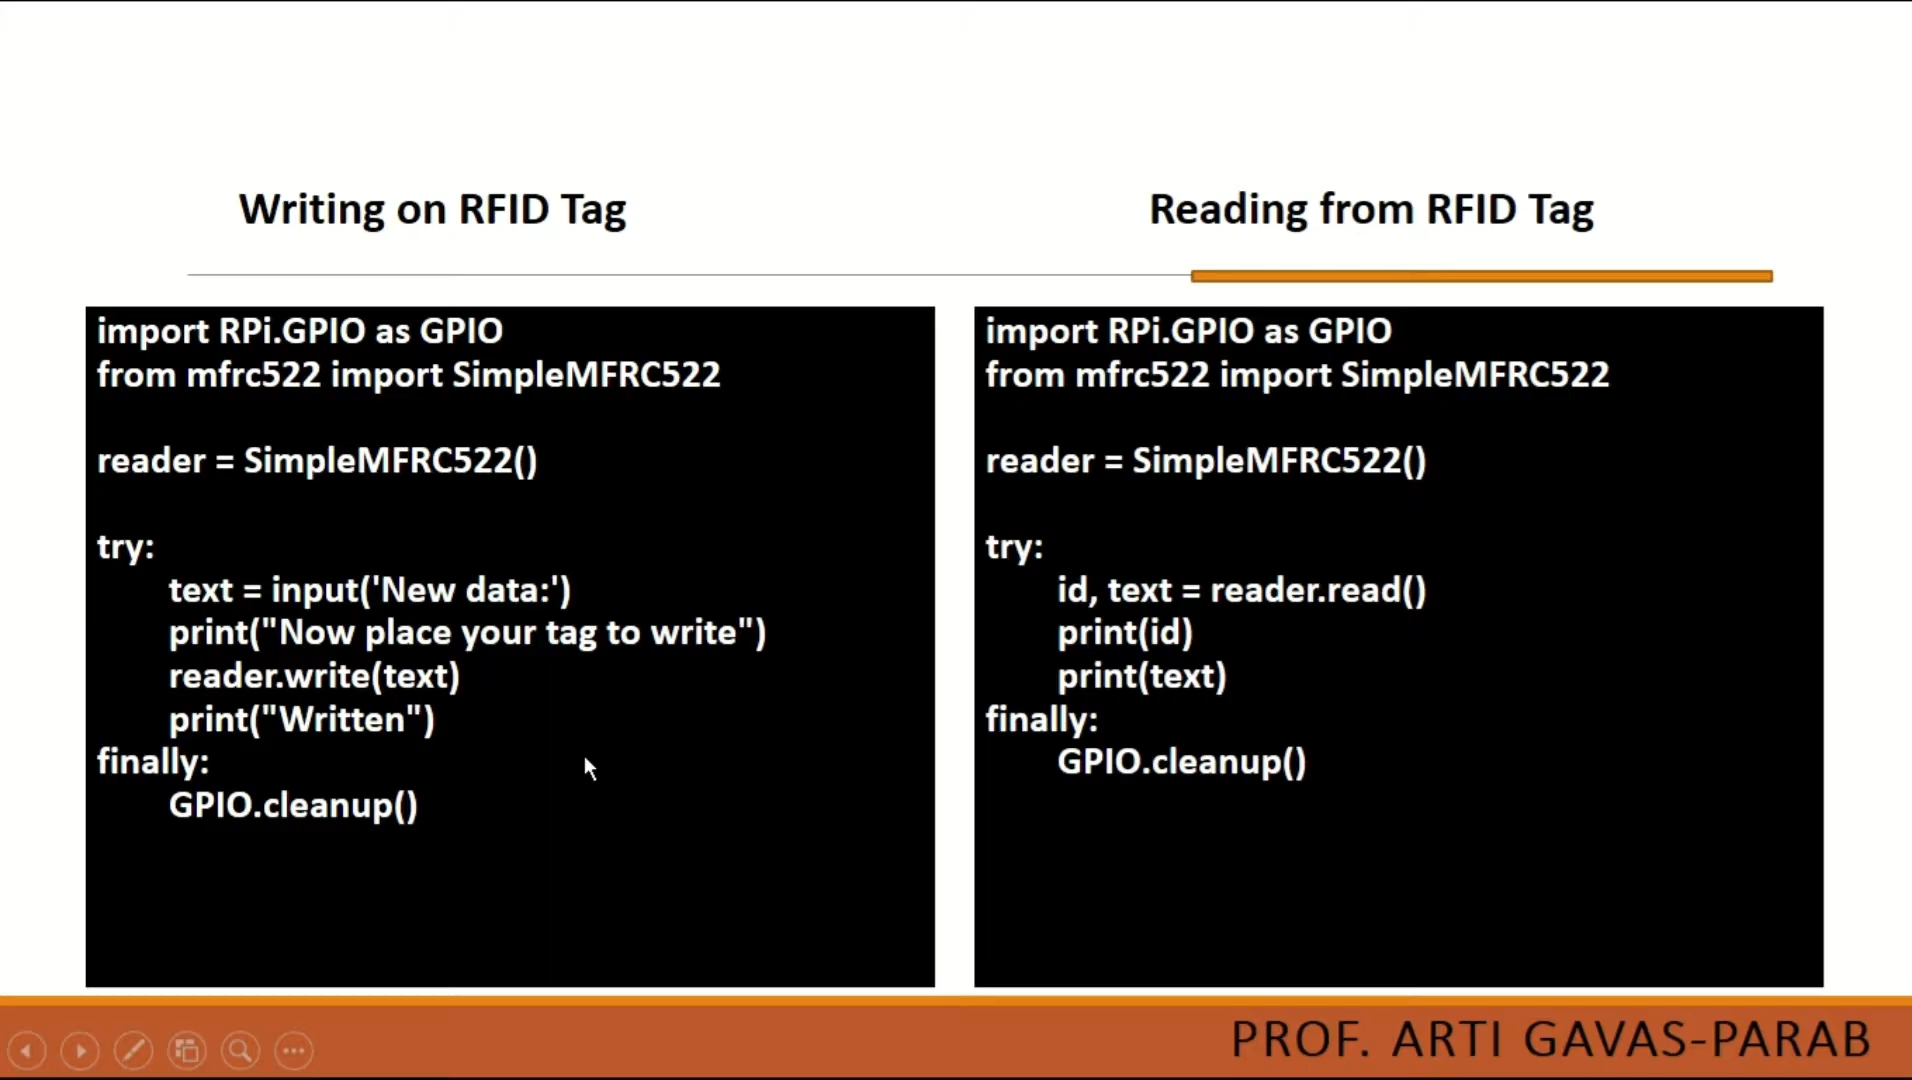 Writing on RFID Tag
Reading from RFID Tag
import RPi.GPIO as GPIO
from mfrc522 import SimpleMFRC522
reader = SimpleMFRC522()
try:
text = input('New data:')
print("Now place your tag to write")
reader.write(text)
print("Written")
finally:
GPIO.cleanup()
import RPi.GPIO as GPIO
from mfrc522 import SimpleMFRC522
reader = SimpleMFRC522()
try:
id, text = reader.read()
print(id)
print(text)
finally:
GPIO.cleanup()
PROF. ARTI GAVAS-PARAB